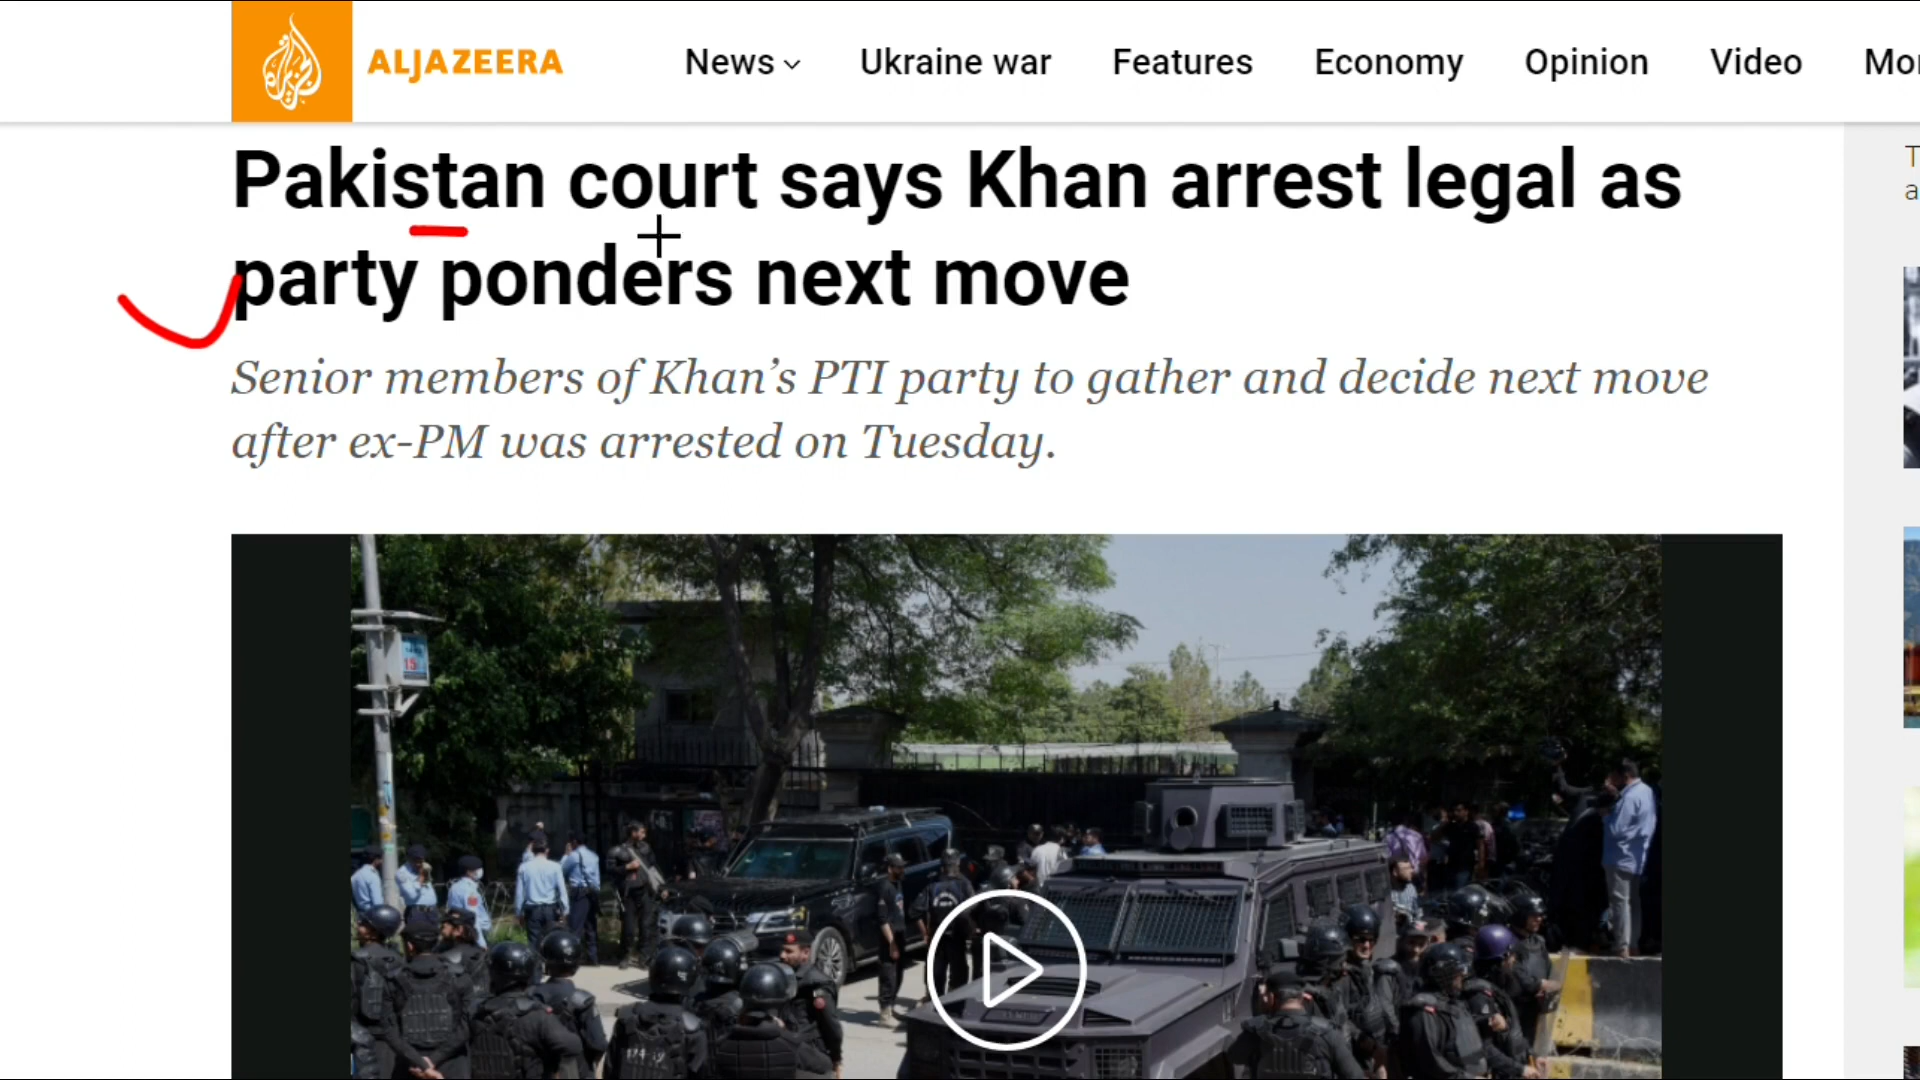 ALJAZEERA
News Ukraine war Features Economy Opinion Video
Pakistan court says Khan arrest legal as
party ponders next move
Senior members of Khan’s PTI party to gather and decide next move
after ex-PM was arrested on Tuesday.
15